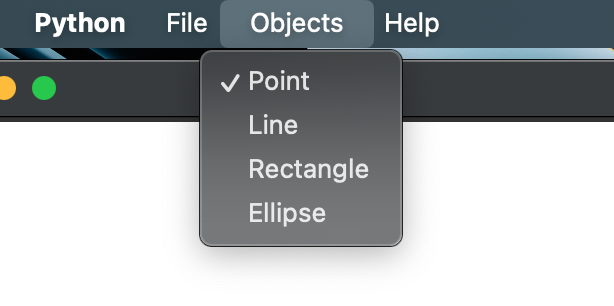 Python File Objects Help
✓ Point
Line
Rectangle
Ellipse